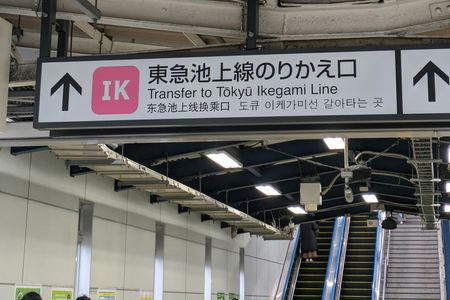 IK
東急池上線のりかえ口
Transfer to Tōkyū Ikegami Line
东急池上线换乘口 도큐 이케가미선 갈아타는 곳